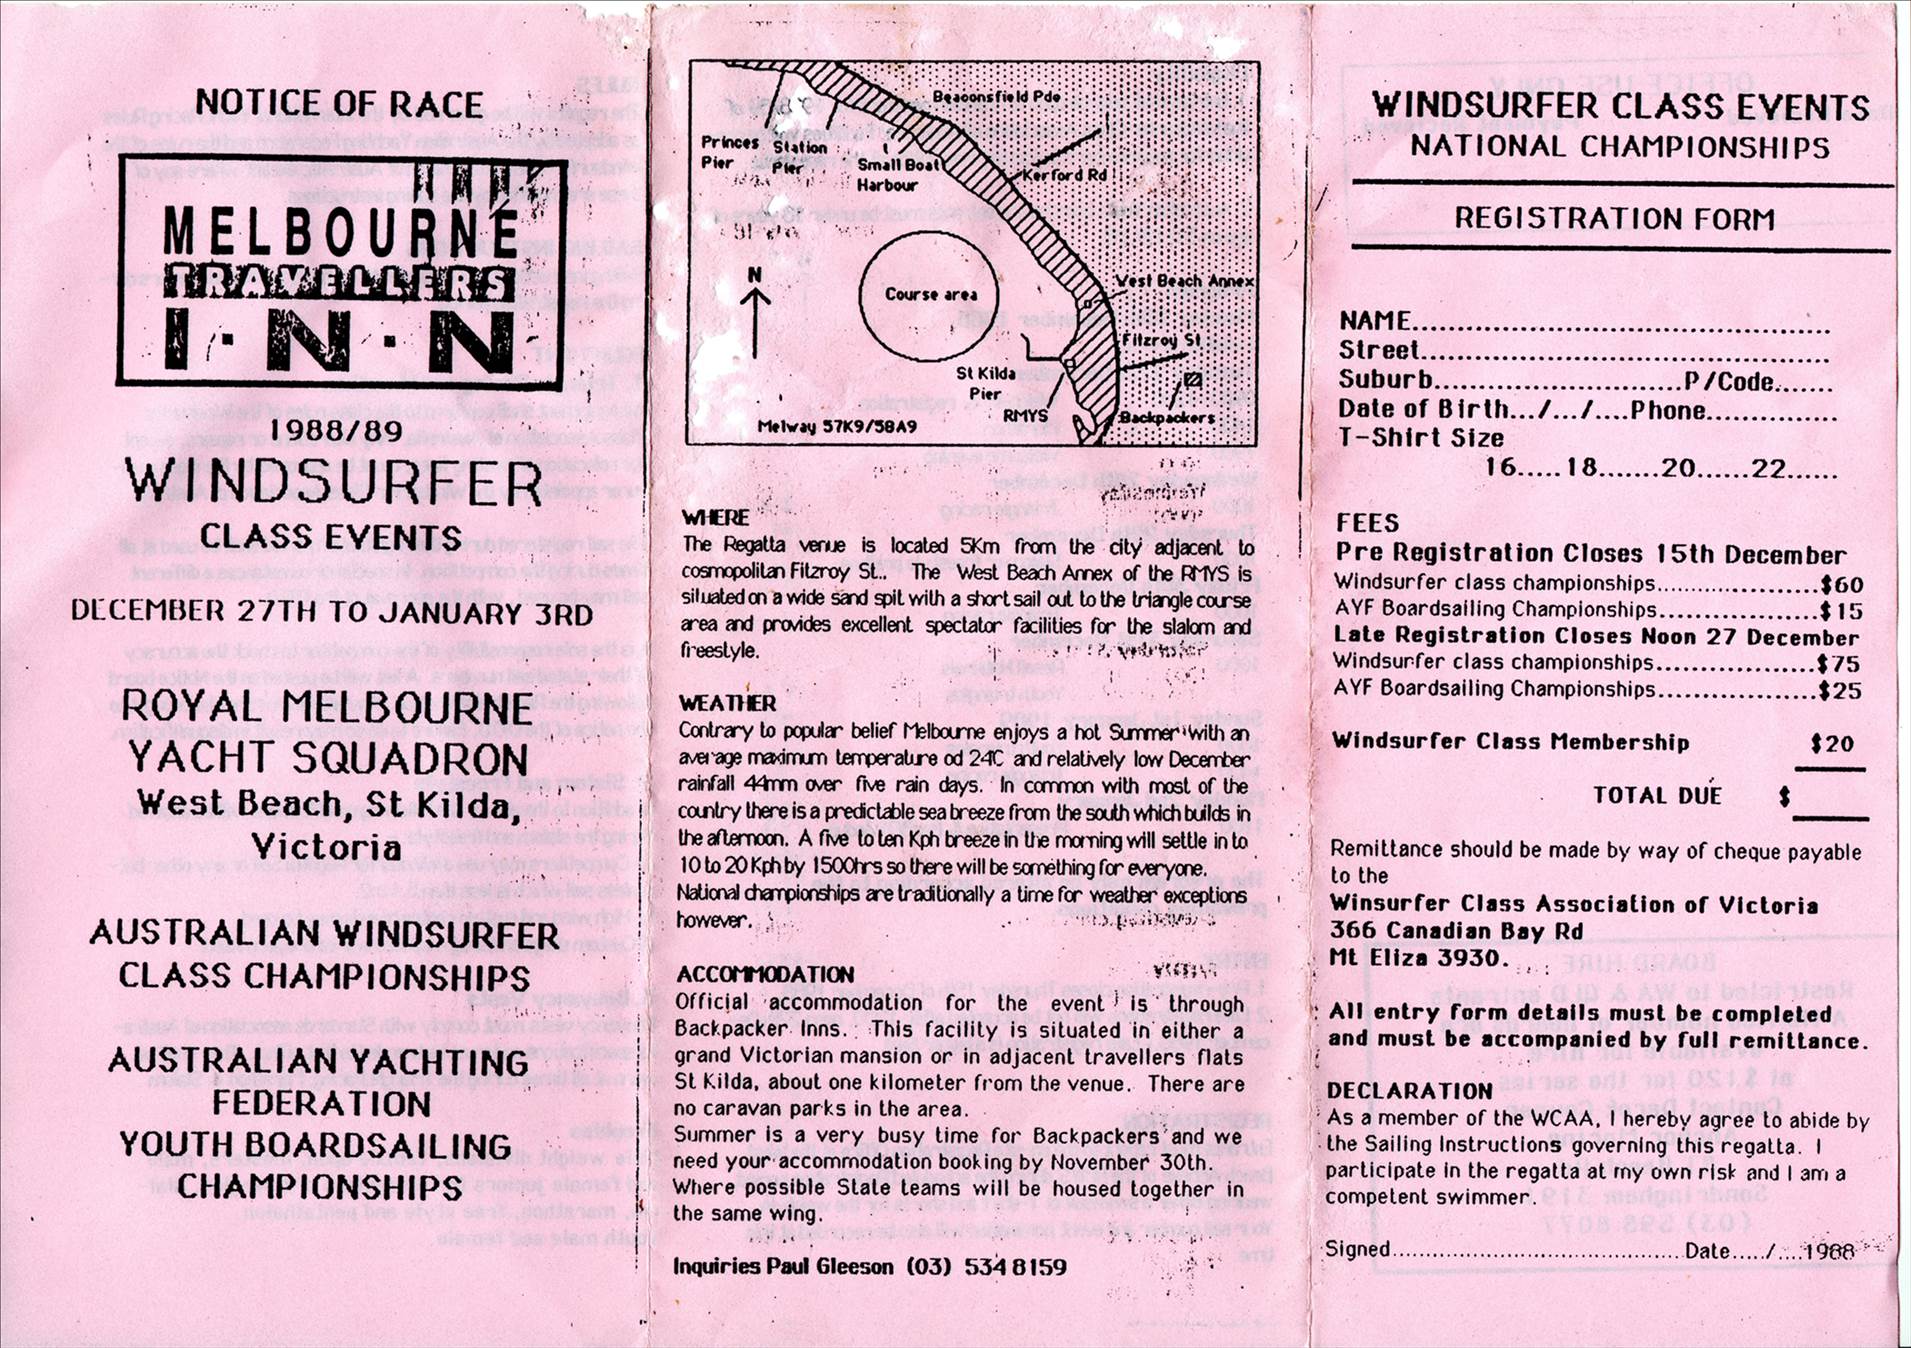 NOTICE OF RACE
MELBOURNE
TRAVELLERS
I·N·N
1988/89
WINDSURFER
CLASS EVENTS
DECEMBER 27TH TO JANUARY 3RD
ROYAL MELBOURNE
YACHT SQUADRON
West Beach, St Kilda,
Victoria
AUSTRALIAN WINDSURFER
CLASS CHAMPIONSHIPS
AUSTRALIAN YACHTING
FEDERATION
YOUTH BOARDSAILING
CHAMPIONSHIPS
Beaconsfield Pde
Princes
Pier
Station
Pier
Small Boat
Harbour
Kerford Rd
N
Course area
West Beach Annex
Fitzroy St
St Kilda
Pier
RMYS
Backpackers
Melway 57K9/58A9
WHERE
The Regatta venue is located 5Km from the city adjacent to
cosmopolitan Fitzroy St.. The West Beach Annex of the RMYS is
situated on a wide sand spit with a short sail out to the triangle course
area and provides excellent spectator facilities for the slalom and
freestyle.
WEATHER
Contrary to popular belief Melbourne enjoys a hot Summer with an
average maximum temperature od 24C and relatively low December
rainfall 44mm over five rain days. In common with most of the
country there is a predictable sea breeze from the south which builds in
the afternoon. A five to ten Kph breeze in the morning will settle in to
10 to 20 Kph by 1500hrs so there will be something for everyone.
National championships are traditionally a time for weather exceptions
however.
ACCOMMODATION
Official accommodation for the event is through
Backpacker Inns. This facility is situated in either a
grand Victorian mansion or in adjacent travellers flats
St Kilda, about one kilometer from the venue. There are
no caravan parks in the area.
Summer is a very busy time for Backpackers and we
need your accommodation booking by November 30th.
Where possible State teams will be housed together in
the same wing.
Inquiries Paul Gleeson (03) 534 8159
WINDSURFER CLASS EVENTS
NATIONAL CHAMPIONSHIPS
REGISTRATION FORM
NAME..........................................
Street..........................................
Suburb.........................P/Code.......
Date of Birth.../.../....Phone.............
T-Shirt Size
16.....18.......20.....22......
FEES
Pre Registration Closes 15th December
Windsurfer class championships.....................$60
AYF Boardsailing Championships.....................$15
Late Registration Closes Noon 27 December
Windsurfer class championships.....................$75
AYF Boardsailing Championships.....................$25
Windsurfer Class Membership $20
TOTAL DUE $
Remittance should be made by way of cheque payable
to the
Winsurfer Class Association of Victoria
366 Canadian Bay Rd
Mt Eliza 3930.
All entry form details must be completed
and must be accompanied by full remittance.
DECLARATION
As a member of the WCAA, I hereby agree to abide by
the Sailing Instructions governing this regatta. I
participate in the regatta at my own risk and I am a
competent swimmer.
Signed...........................................Date...../....1988